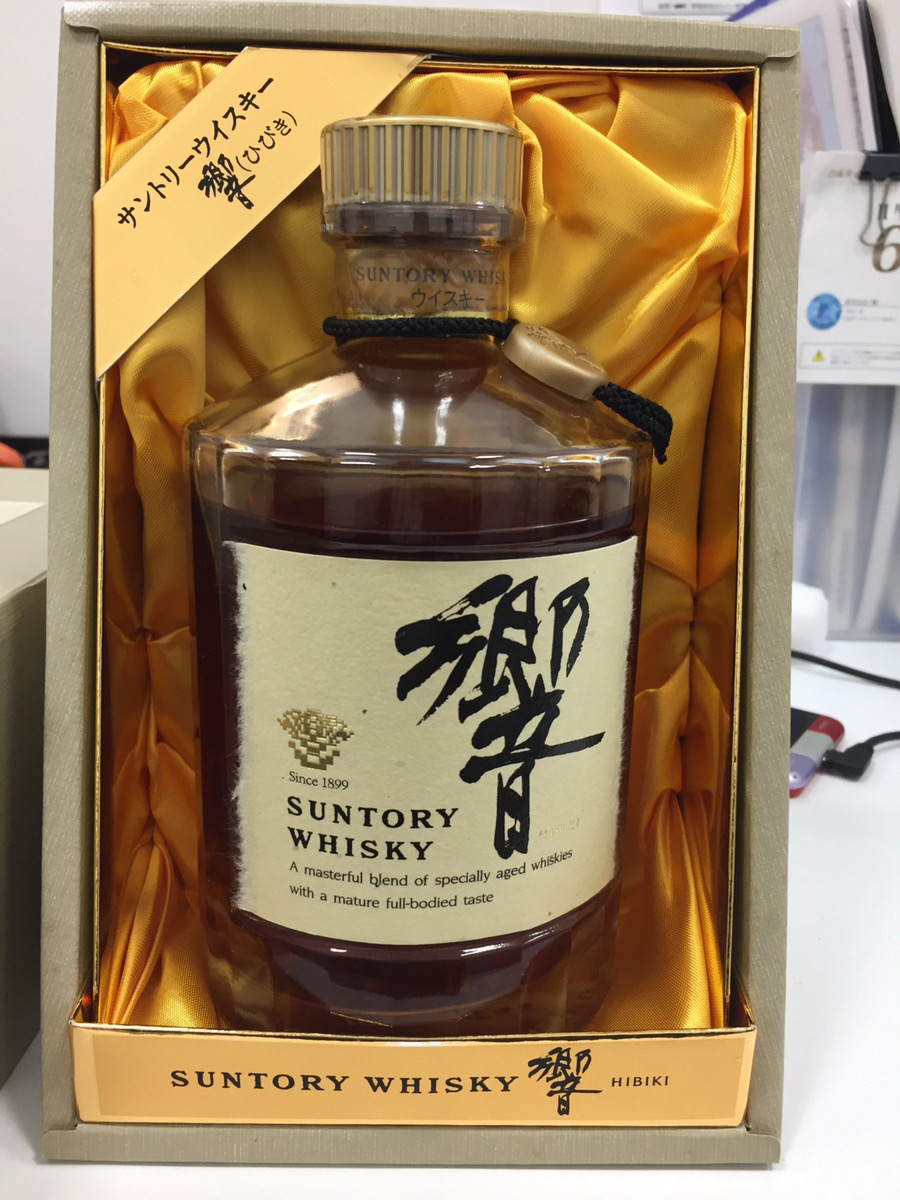 サントリーウイスキー
響(ひびき)
SUNTORY WHIS
ウイスキー
響
Since 1899
SUNTORY
WHISKY
A masterful blend of specially aged whiskies
with a mature full-bodied taste
SUNTORY WHISKY 響 HIBIKI
6